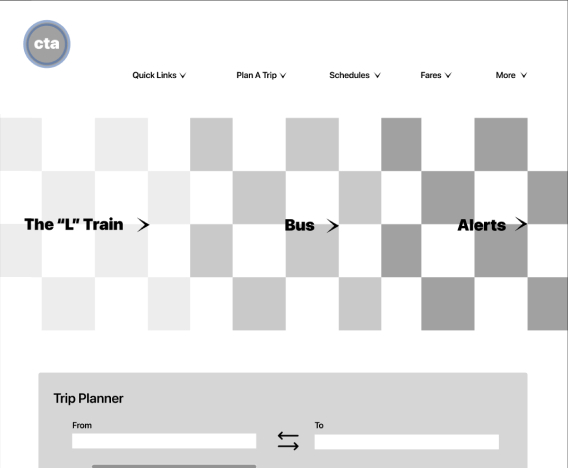 cta
Quick Links
Plan A Trip
Schedules
Fares
More
The “L” Train
Bus
Alerts
Trip Planner
From
To